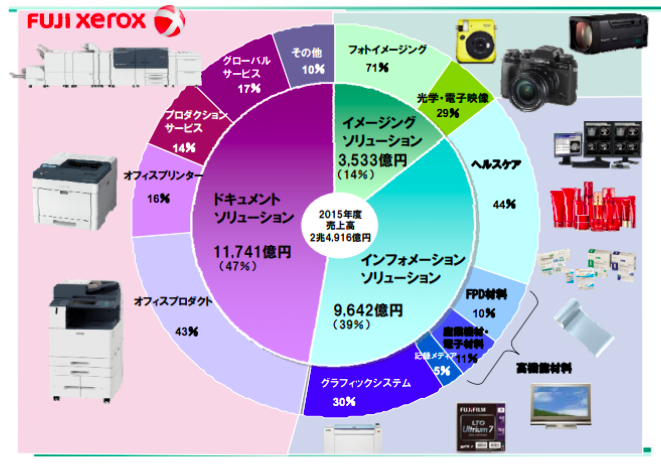 FUJI xerox
その他
10%
グローバル
サービス
17%
プロダクション
サービス
14%
オフィスプリンター
16%
オフィスプロダクト
43%
ドキュメント
ソリューション
11,741億円
(47%)
フォトイメージング
71%
光学・電子映像
29%
イメージング
ソリューション
3,533億円
(14%)
2015年度
売上高
2兆4,916億円
ヘルスケア
44%
インフォメーション
ソリューション
9,642億円
(39%)
FPD材料
10%
産業機材・
電子材料
11%
記録メディア
5%
グラフィックシステム
30%
高機能材料
FUJIFILM
LTO
Ultrium 7